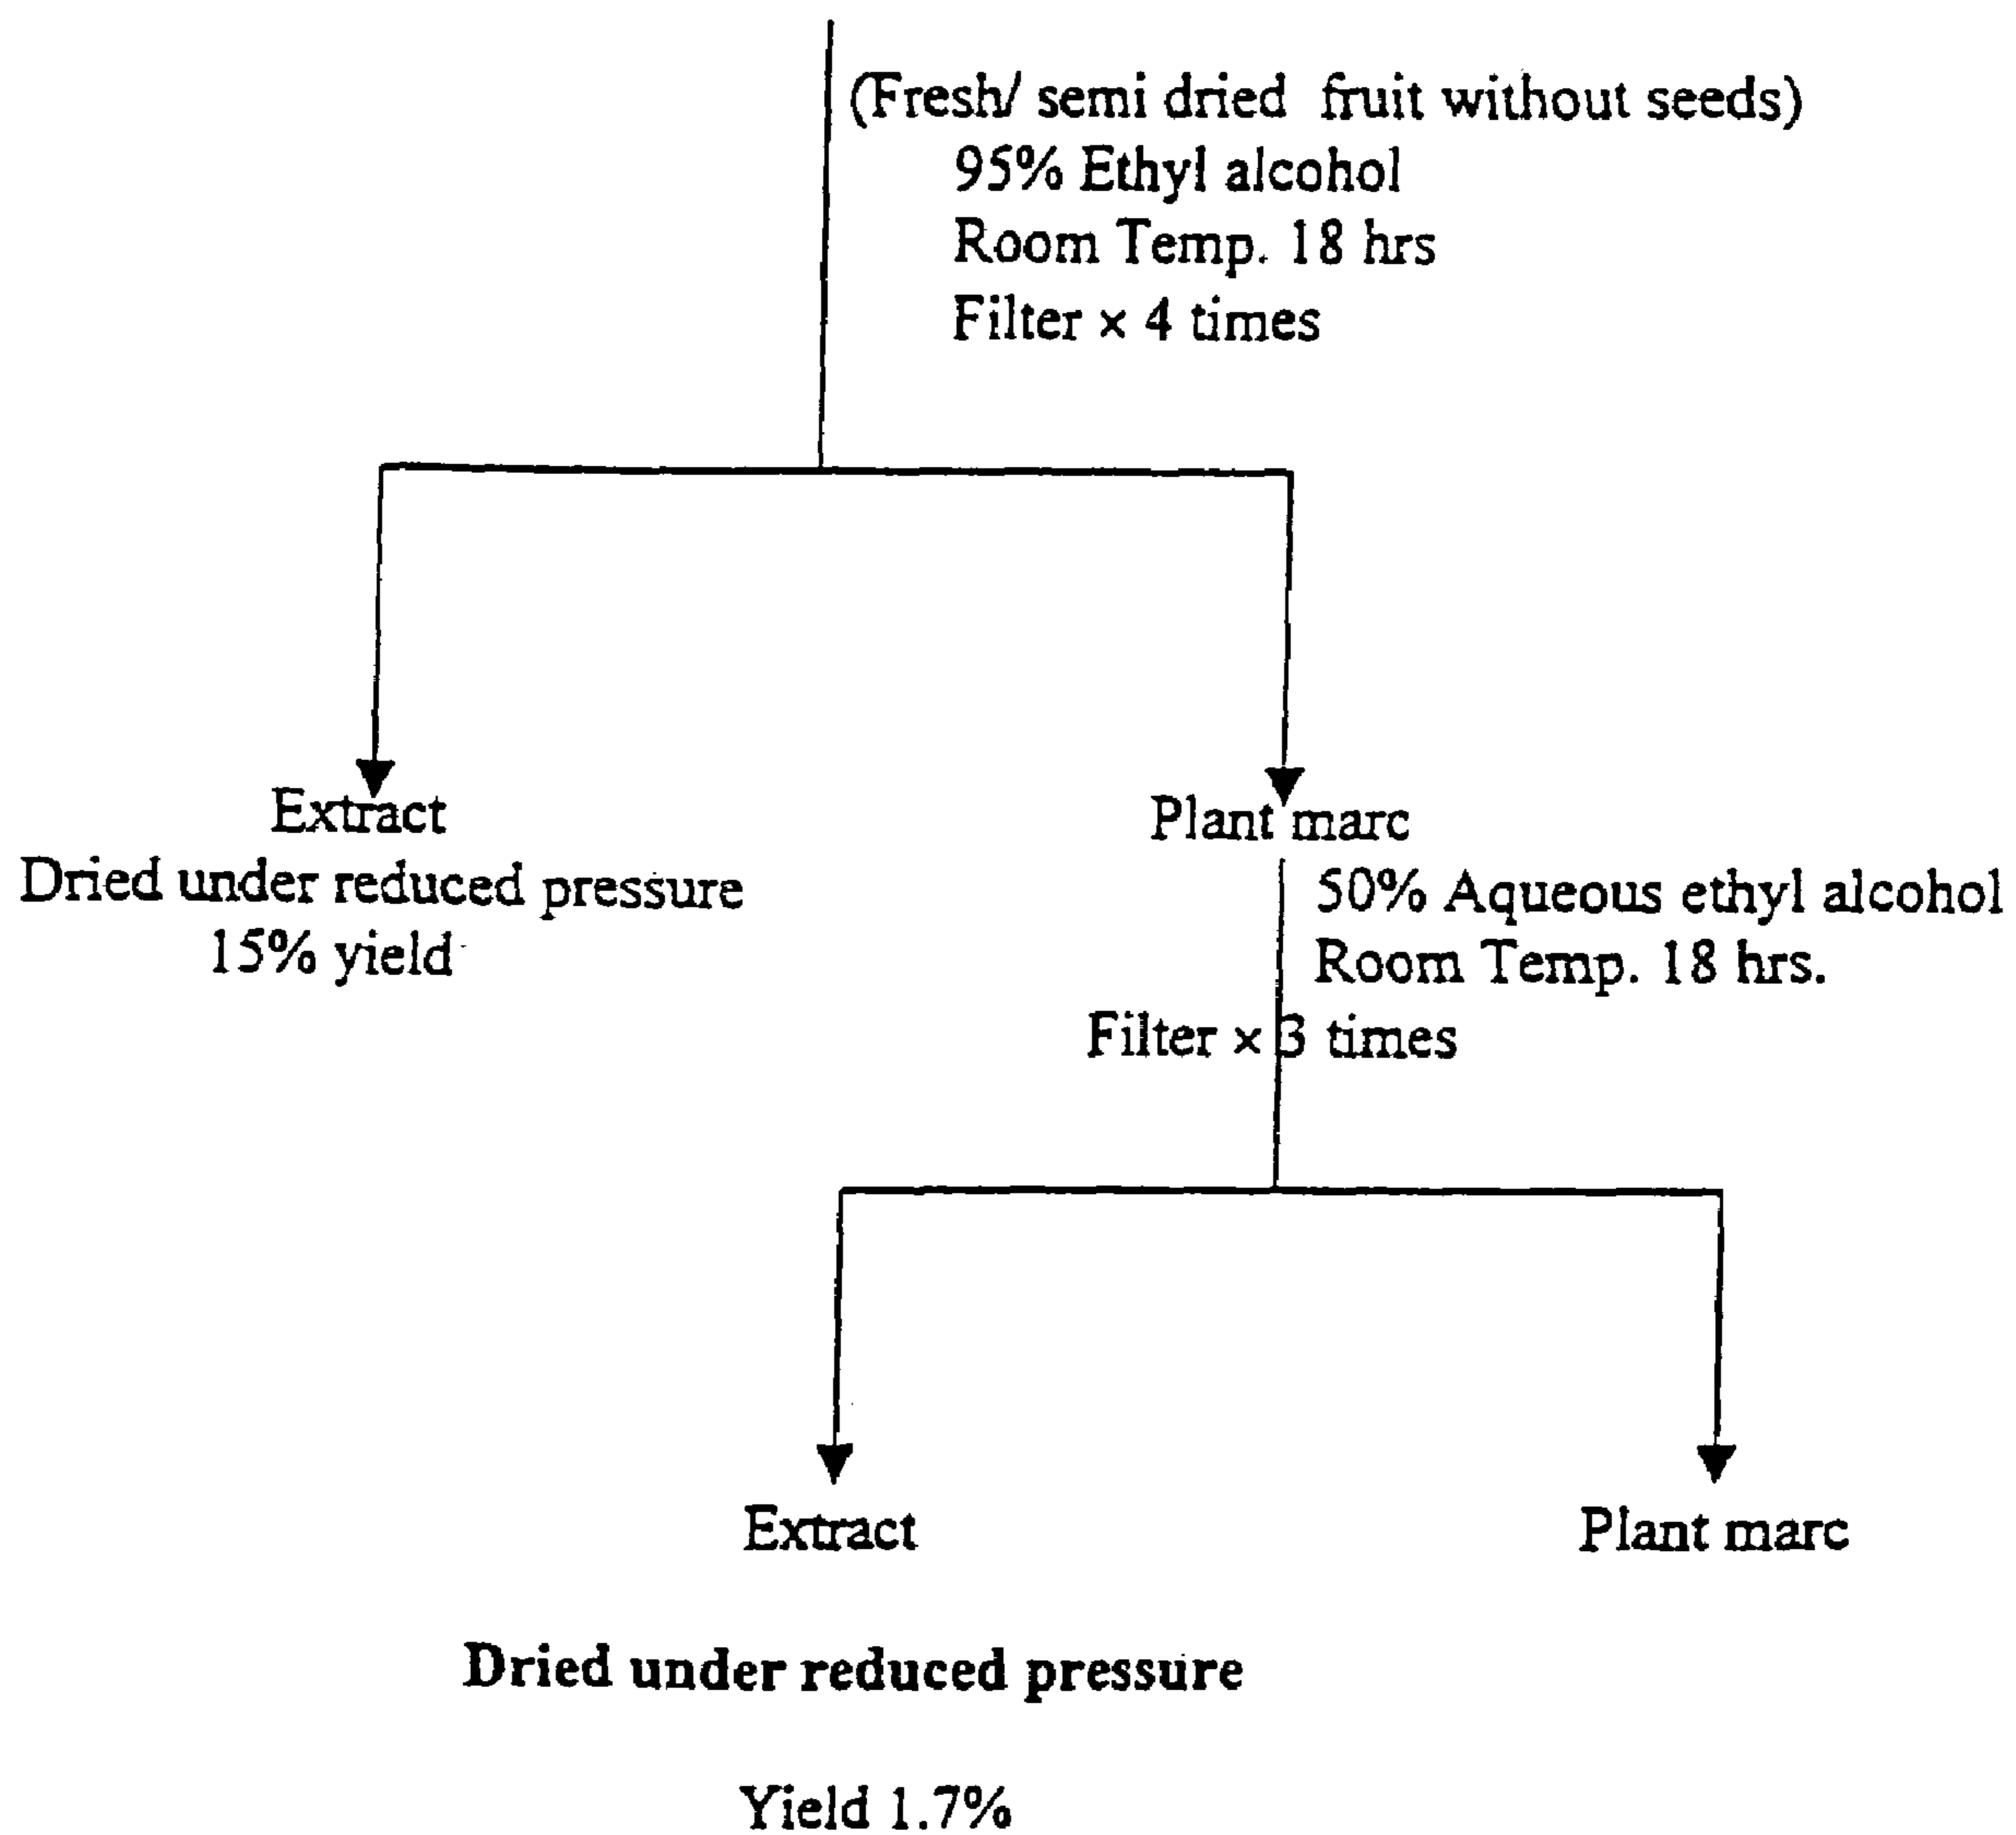 (Fresh/ semi dried fruit without seeds)
95% Ethyl alcohol
Room Temp. 18 hrs
Filter × 4 times
Extract
Dried under reduced pressure
15% yield
Plant marc
50% Aqueous ethyl alcohol
Room Temp. 18 hrs.
Filter × 3 times
Extract
Plant marc
Dried under reduced pressure
Yield 1.7%